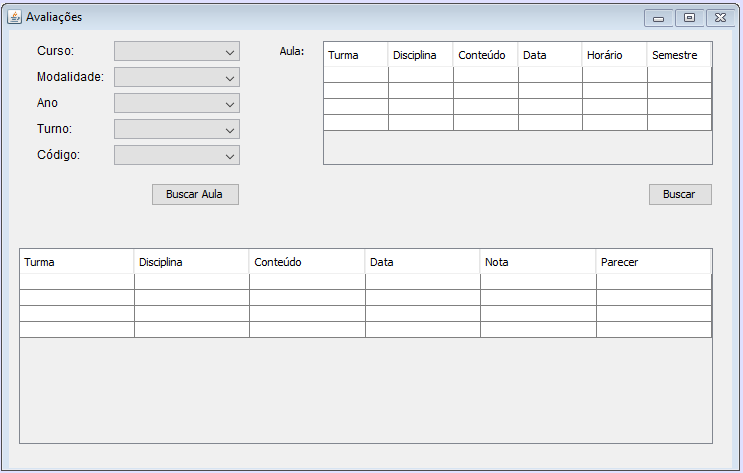 Avaliações
Curso:
Modalidade:
Ano
Turno:
Código:
Buscar Aula
Aula:
Turma Disciplina Conteúdo Data Horário Semestre
Buscar
Turma Disciplina Conteúdo Data Nota Parecer